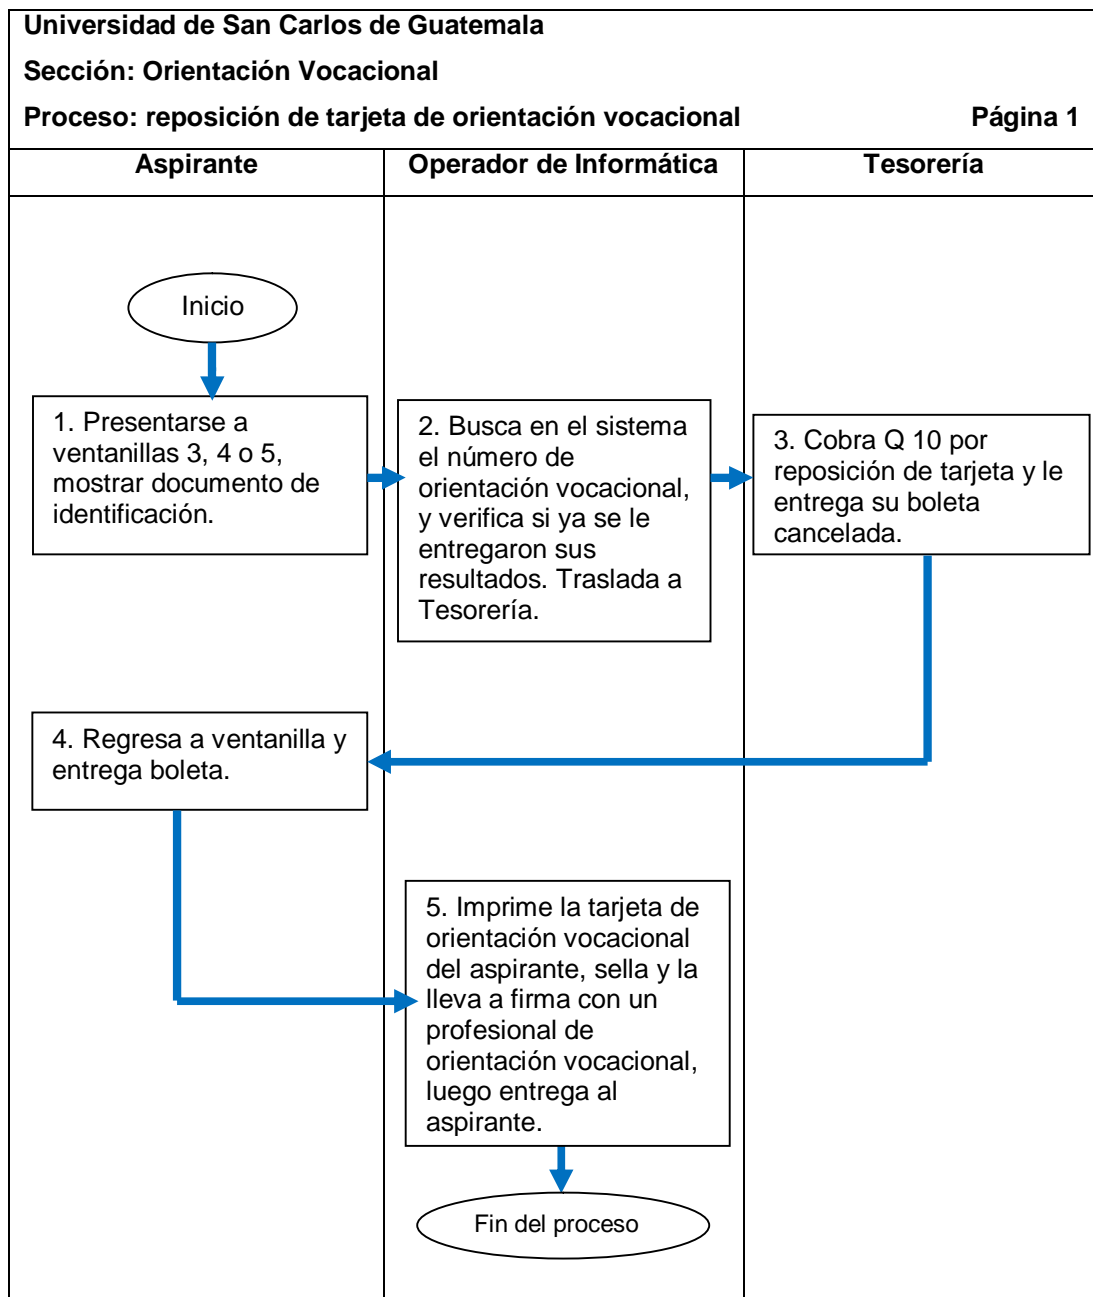 Universidad de San Carlos de Guatemala
Sección: Orientación Vocacional
Proceso: reposición de tarjeta de orientación vocacional Página 1
Aspirante Operador de Informática Tesorería
Inicio
1. Presentarse a
ventanillas 3, 4 o 5,
mostrar documento de
identificación.
2. Busca en el sistema
el número de
orientación vocacional,
y verifica si ya se le
entregaron sus
resultados. Traslada a
Tesorería.
3. Cobra Q 10 por
reposición de tarjeta y le
entrega su boleta
cancelada.
4. Regresa a ventanilla y
entrega boleta.
5. Imprime la tarjeta de
orientación vocacional
del aspirante, sella y la
lleva a firma con un
profesional de
orientación vocacional,
luego entrega al
aspirante.
Fin del proceso